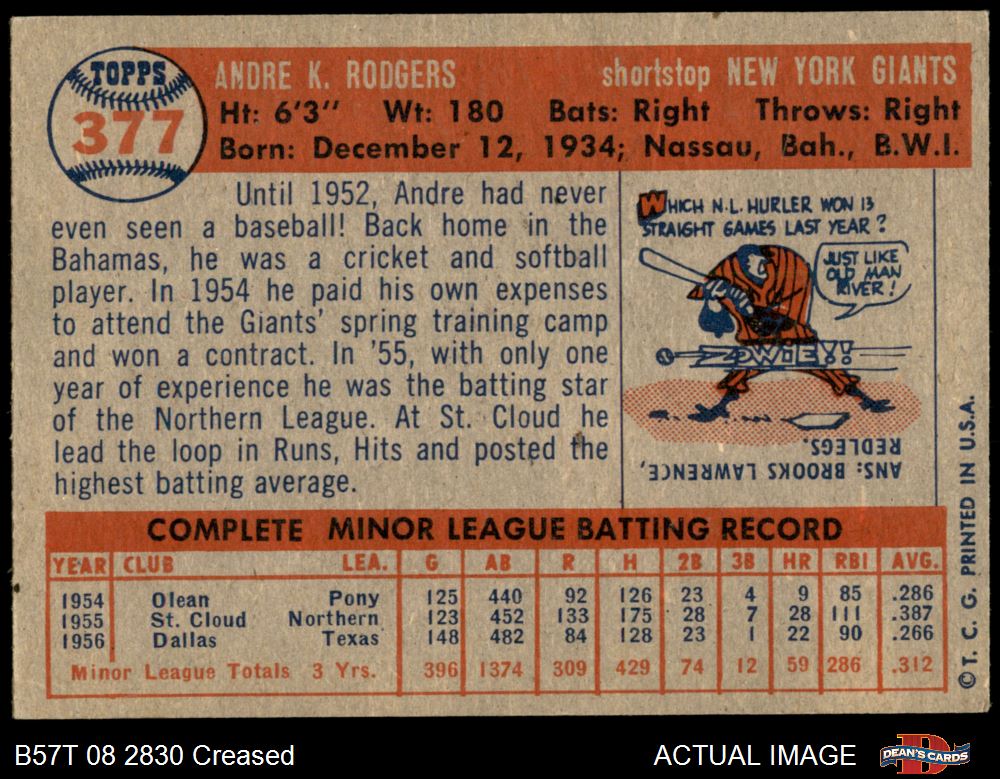 TOPPS
377
ANDRE K. RODGERS shortstop NEW YORK GIANTS
Ht: 6'3" Wt: 180 Bats: Right Throws: Right
Born: December 12, 1934; Nassau, Bah., B.W.I.
Until 1952, Andre had never
even seen a baseball! Back home in the
Bahamas, he was a cricket and softball
player. In 1954 he paid his own expenses
to attend the Giants' spring training camp
and won a contract. In '55, with only one
year of experience he was the batting star
of the Northern League. At St. Cloud he
lead the loop in Runs, Hits and posted the
highest batting average.
WHICH N.L. HURLER WON 13
STRAIGHT GAMES LAST YEAR?
JUST LIKE
OLD MAN
RIVER!
ZOWIE!!
ANS: BROOKS LAWRENCE,
REDLEGS.
COMPLETE MINOR LEAGUE BATTING RECORD
YEAR CLUB LEA. G AB R H 2B 3B HR RBI AVG.
1954 Olean Pony 125 440 92 126 23 4 9 85 .286
1955 St. Cloud Northern 123 452 133 175 28 7 28 111 .387
1956 Dallas Texas 148 482 84 128 23 1 22 90 .266
Minor League Totals 3 Yrs. 396 1374 309 429 74 12 59 286 .312
©T. C. G. PRINTED IN U.S.A.
B57T 08 2830 Creased ACTUAL IMAGE
DEAN'S CARDS